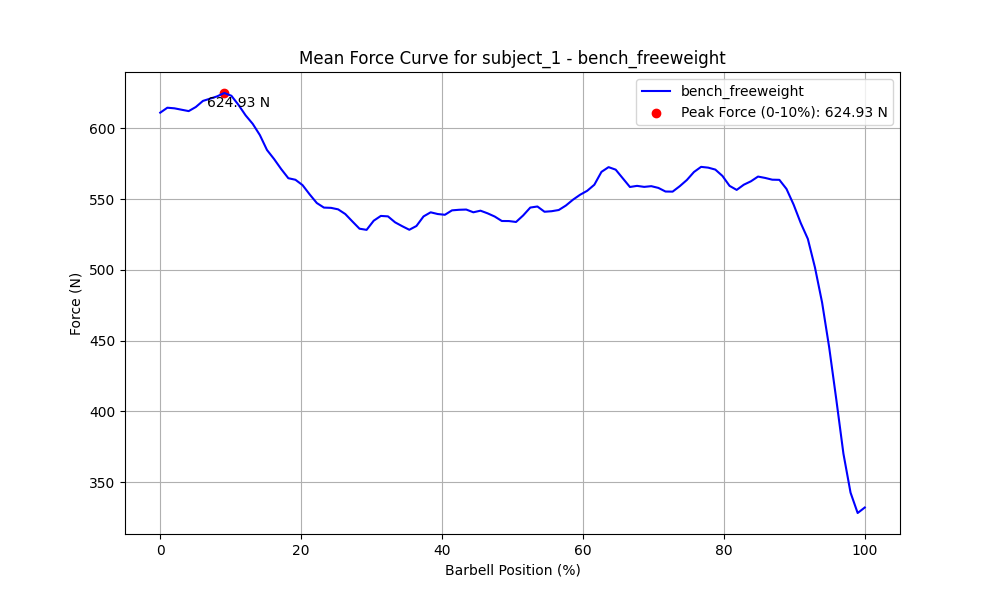 Mean Force Curve for subject_1 - bench_freeweight
bench_freeweight
Peak Force (0-10%): 624.93 N
624.93 N
600
550
500
450
400
350
Force (N)
0 20 40 60 80 100
Barbell Position (%)